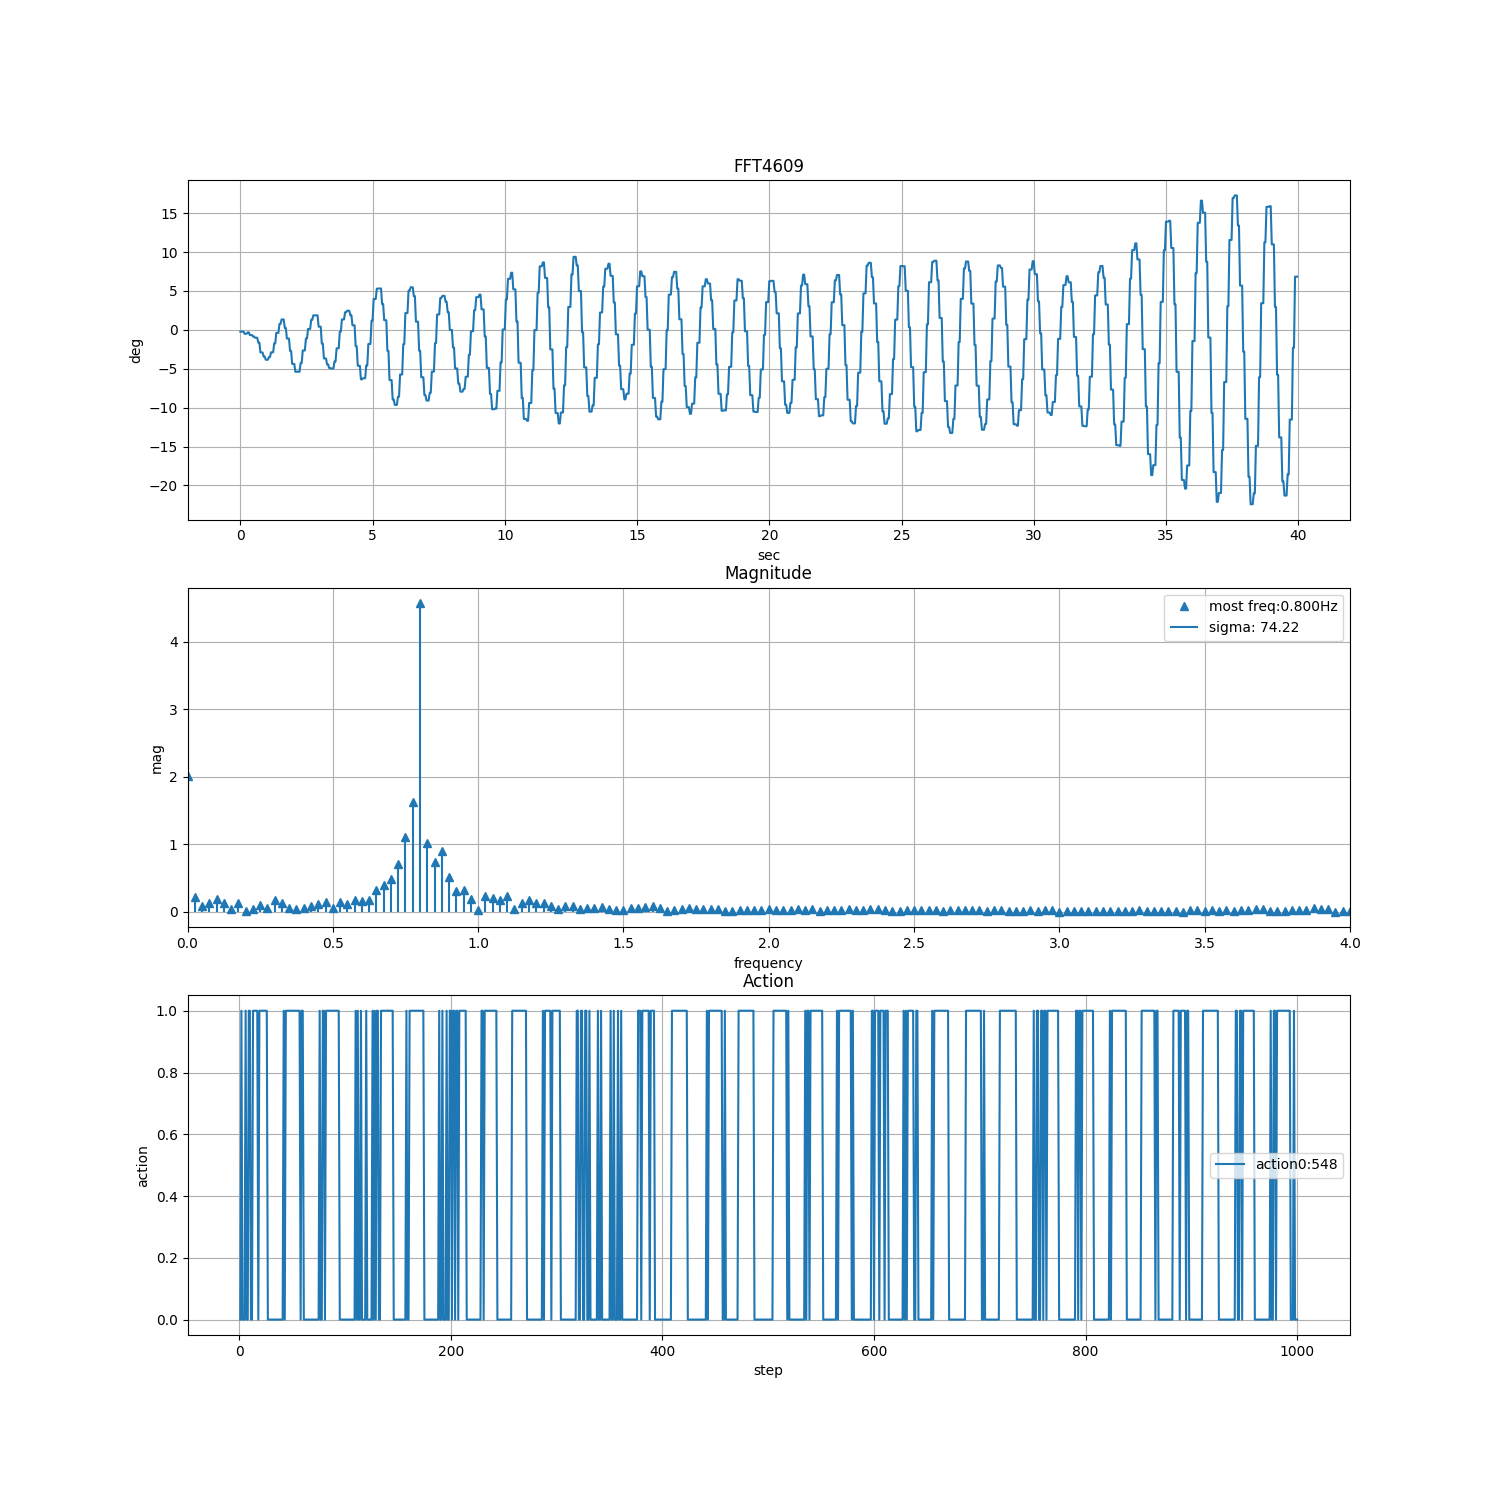 FFT4609
15
10
5
0
−5
−10
−15
−20
deg
0 5 10 15 20 25 30 35 40
sec
Magnitude
most freq:0.800Hz
sigma: 74.22
4
3
2
1
0
mag
0.0 0.5 1.0 1.5 2.0 2.5 3.0 3.5 4.0
frequency
Action
1.0
0.8
0.6
0.4
0.2
0.0
action
action0:548
0 200 400 600 800 1000
step